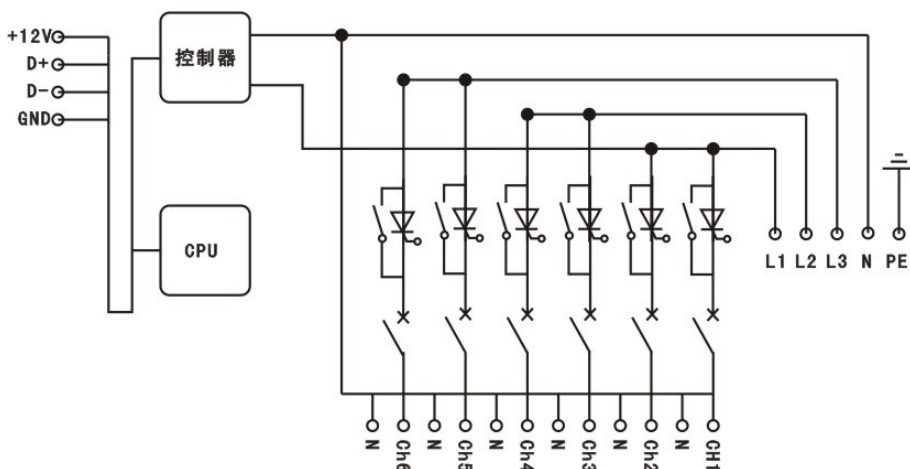 +12V
D+
D-
GND
控制器
CPU
L1 L2 L3 N PE
N Ch6 N Ch5 N Ch4 N Ch3 N Ch2 N CH1